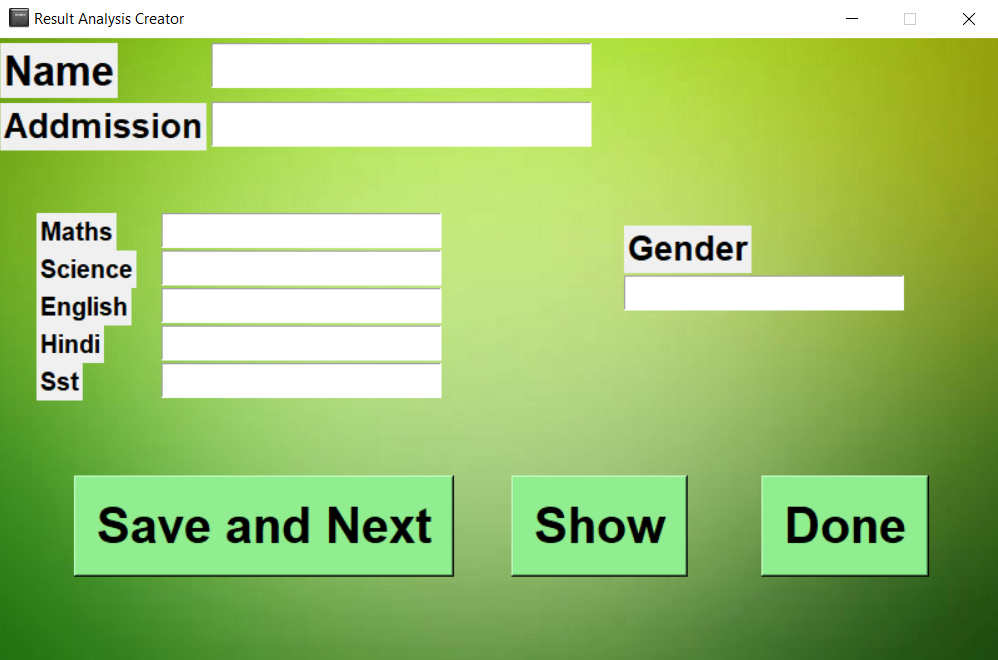 Result Analysis Creator
Name
Addmission
Maths
Science
English
Hindi
Sst
Gender
Save and Next
Show
Done